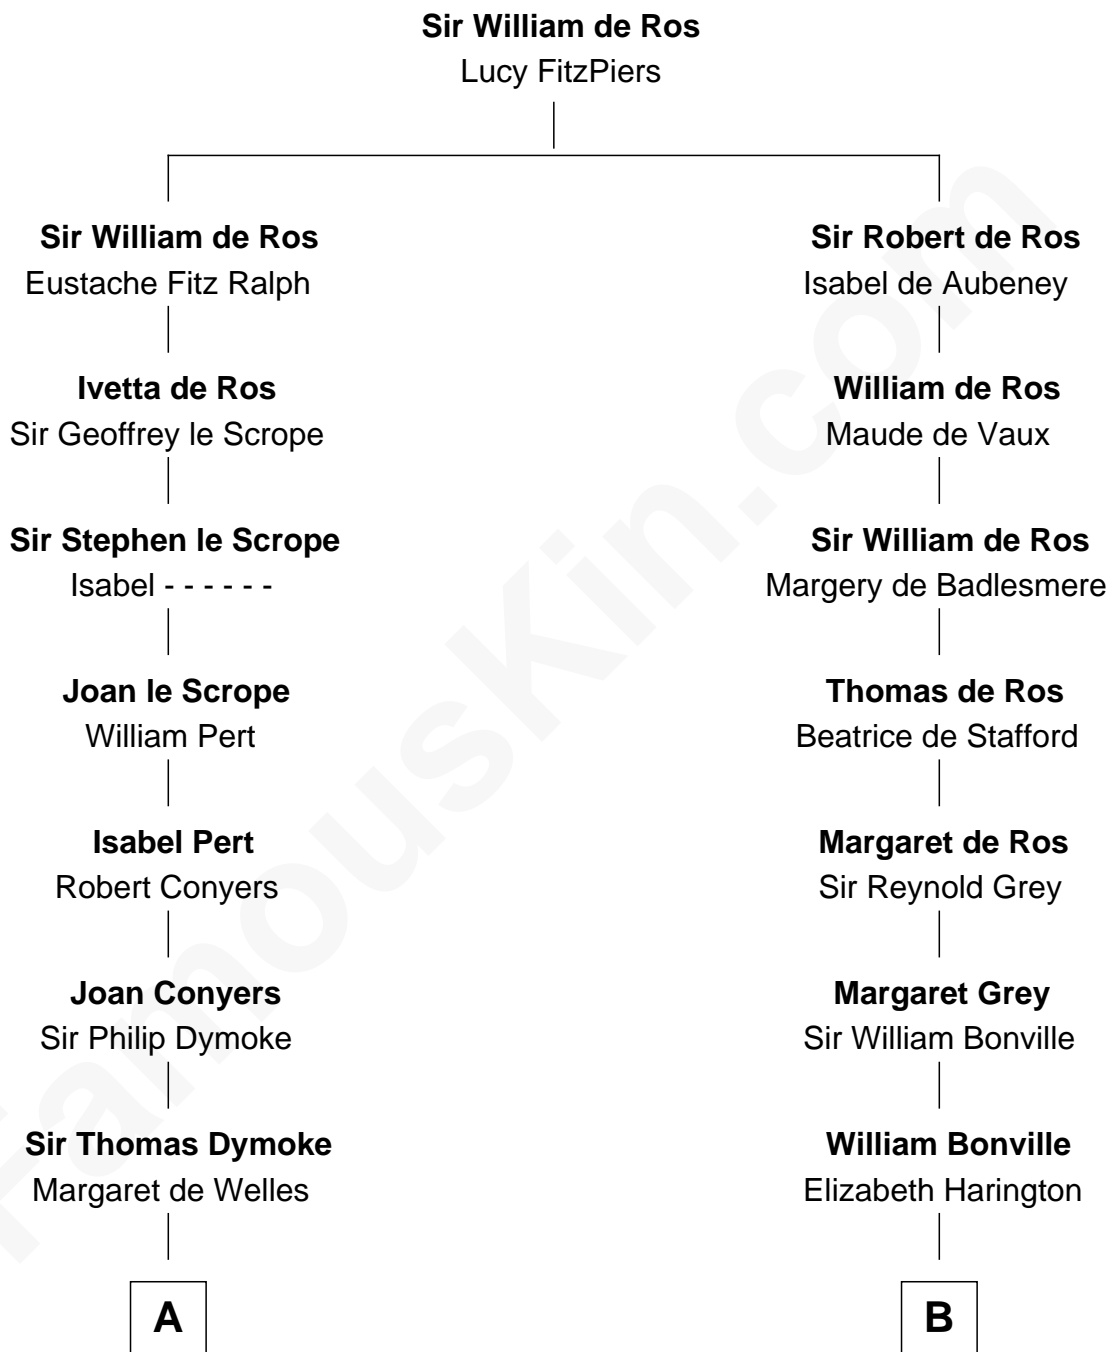 Sir William de Ros
Lucy FitzPiers
Sir William de Ros
Eustache Fitz Ralph
Ivetta de Ros
Sir Geoffrey le Scrope
Sir Stephen le Scrope
Isabel - - - - - -
Joan le Scrope
William Pert
Isabel Pert
Robert Conyers
Joan Conyers
Sir Philip Dymoke
Sir Thomas Dymoke
Margaret de Welles
A
Sir Robert de Ros
Isabel de Aubeney
William de Ros
Maude de Vaux
Sir William de Ros
Margery de Badlesmere
Thomas de Ros
Beatrice de Stafford
Margaret de Ros
Sir Reynold Grey
Margaret Grey
Sir William Bonville
William Bonville
Elizabeth Harington
B
FamousKin.com